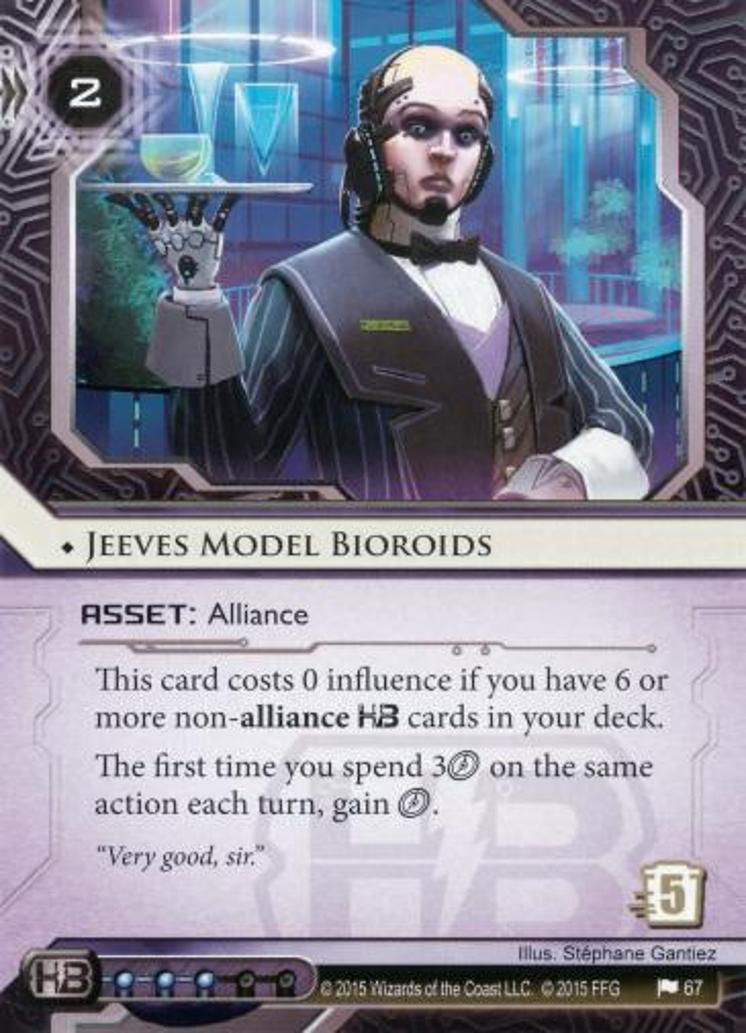 2
◆ JEEVES MODEL BIOROIDS
ASSET: Alliance
This card costs 0 influence if you have 6 or
more non-alliance HB cards in your deck.
The first time you spend 3 on the same
action each turn, gain .
“Very good, sir.”
5
Illus. Stéphane Gantiez
HB © 2015 Wizards of the Coast LLC. © 2015 FFG 67